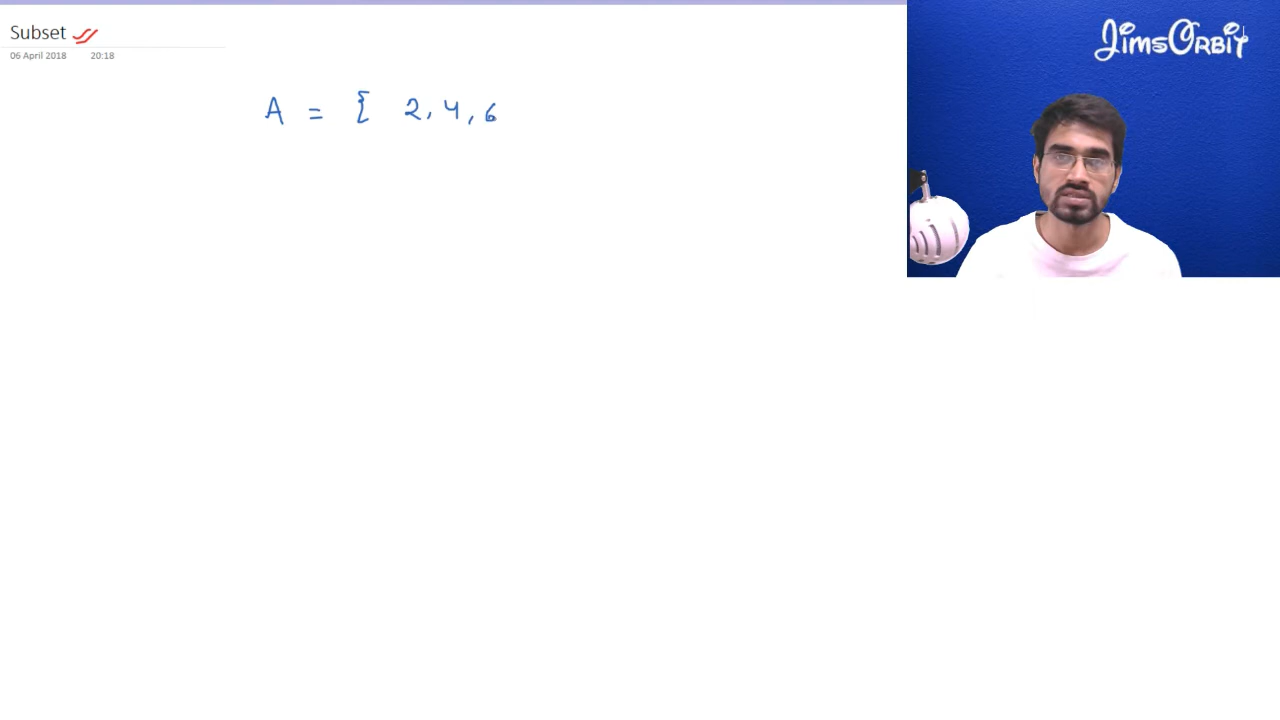 Subset
06 April 2018 20:18
A = { 2, 4, 6
JimsOrbit